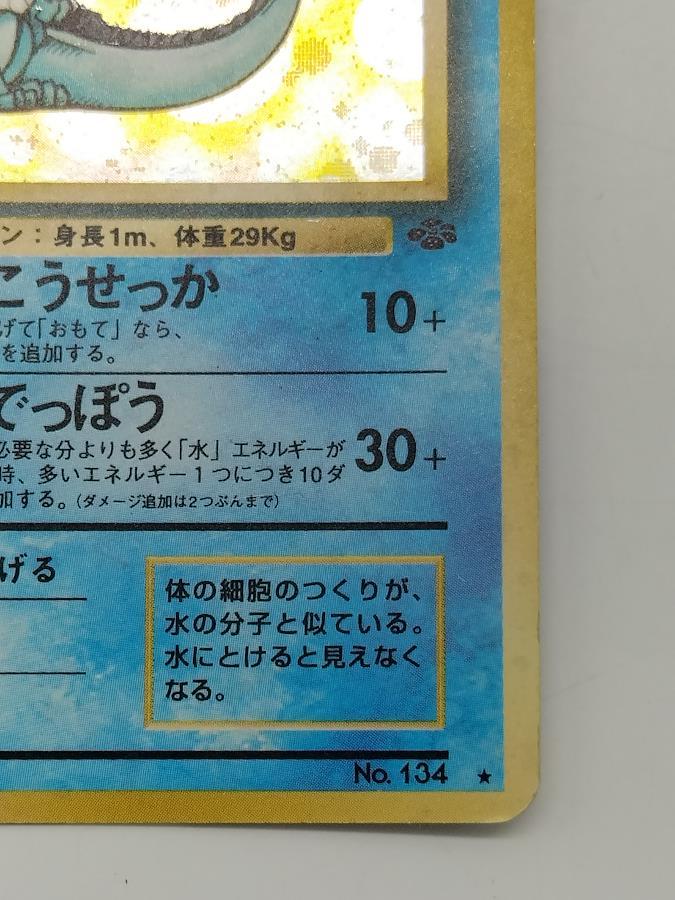 ン：身長1m、体重29Kg
こうせっか
10+
げて「おもて」なら、
を追加する。
でっぽう
必要な分よりも多く「水」エネルギーが
30+
時、多いエネルギー1つにつき10ダ
加する。（ダメージ追加は2つぶんまで）
げる
体の細胞のつくりが、
水の分子と似ている。
水にとけると見えなく
なる。
No. 134 ★